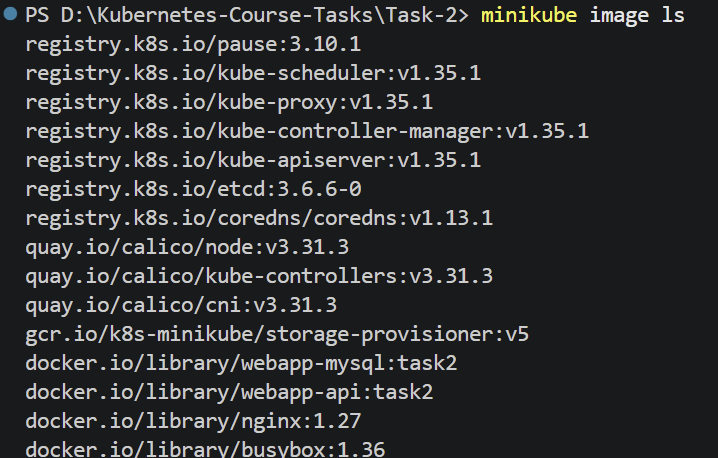 PS D:\Kubernetes-Course-Tasks\Task-2> minikube image ls
registry.k8s.io/pause:3.10.1
registry.k8s.io/kube-scheduler:v1.35.1
registry.k8s.io/kube-proxy:v1.35.1
registry.k8s.io/kube-controller-manager:v1.35.1
registry.k8s.io/kube-apiserver:v1.35.1
registry.k8s.io/etcd:3.6.6-0
registry.k8s.io/coredns/coredns:v1.13.1
quay.io/calico/node:v3.31.3
quay.io/calico/kube-controllers:v3.31.3
quay.io/calico/cni:v3.31.3
gcr.io/k8s-minikube/storage-provisioner:v5
docker.io/library/webapp-mysql:task2
docker.io/library/webapp-api:task2
docker.io/library/nginx:1.27
docker.io/library/busybox:1.36